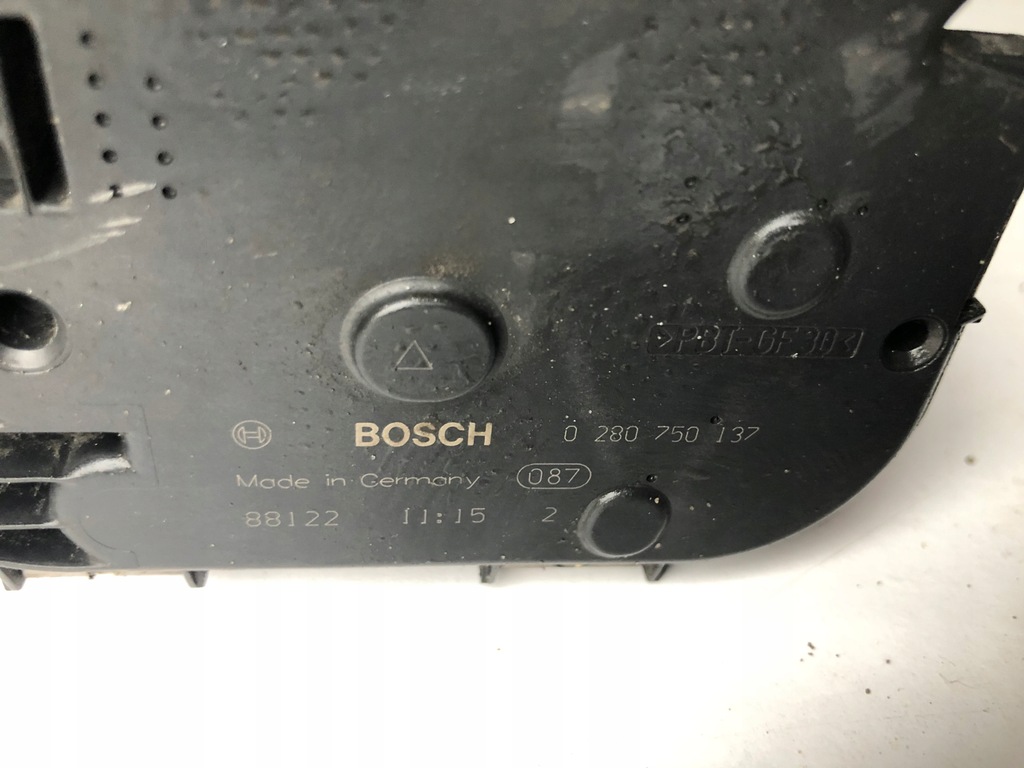 >PBT-GF30<
BOSCH 0 280 750 137
Made in Germany 087
88122 11:15 2